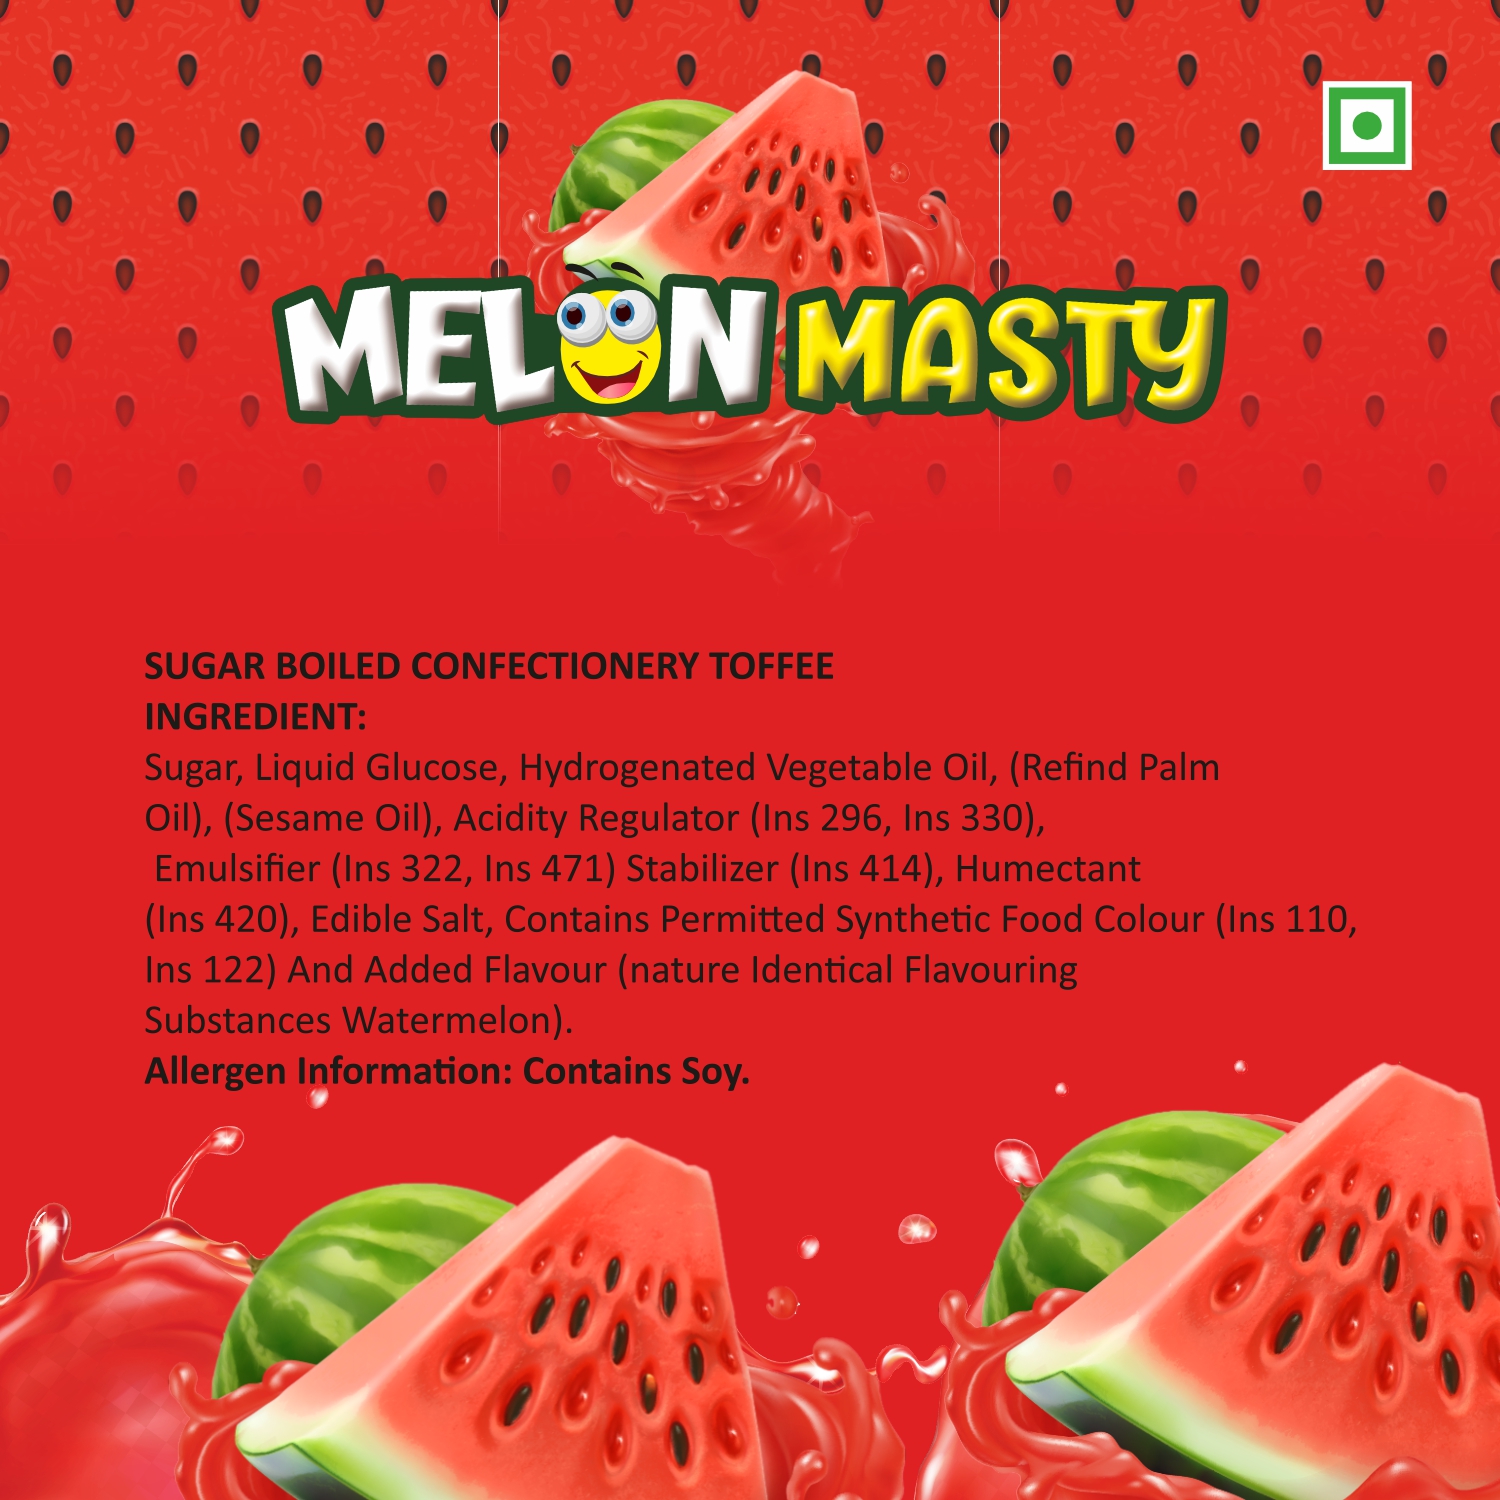 MELON MASTY
SUGAR BOILED CONFECTIONERY TOFFEE
INGREDIENT:
Sugar, Liquid Glucose, Hydrogenated Vegetable Oil, (Refind Palm
Oil), (Sesame Oil), Acidity Regulator (Ins 296, Ins 330),
Emulsifier (Ins 322, Ins 471) Stabilizer (Ins 414), Humectant
(Ins 420), Edible Salt, Contains Permitted Synthetic Food Colour (Ins 110,
Ins 122) And Added Flavour (nature Identical Flavouring
Substances Watermelon).
Allergen Information: Contains Soy.